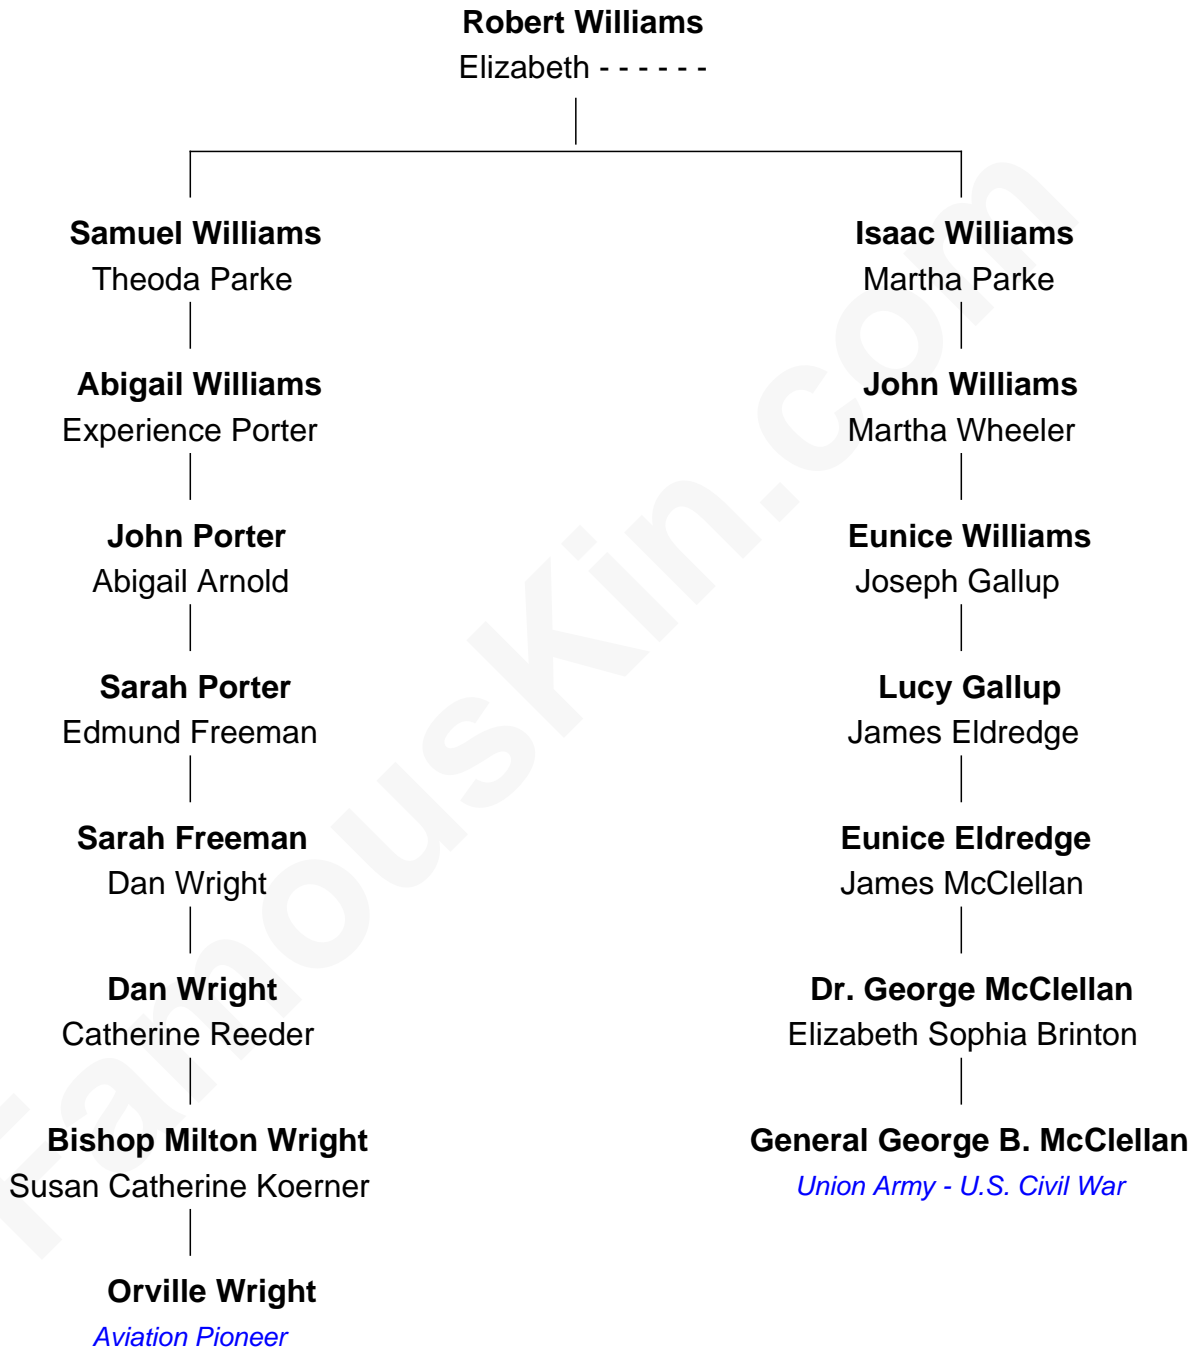 Robert Williams
Elizabeth - - - - - -
Samuel Williams
Theoda Parke
Abigail Williams
Experience Porter
John Porter
Abigail Arnold
Sarah Porter
Edmund Freeman
Sarah Freeman
Dan Wright
Dan Wright
Catherine Reeder
Bishop Milton Wright
Susan Catherine Koerner
Orville Wright
Aviation Pioneer
Isaac Williams
Martha Parke
John Williams
Martha Wheeler
Eunice Williams
Joseph Gallup
Lucy Gallup
James Eldredge
Eunice Eldredge
James McClellan
Dr. George McClellan
Elizabeth Sophia Brinton
General George B. McClellan
Union Army - U.S. Civil War
FamousKin.com